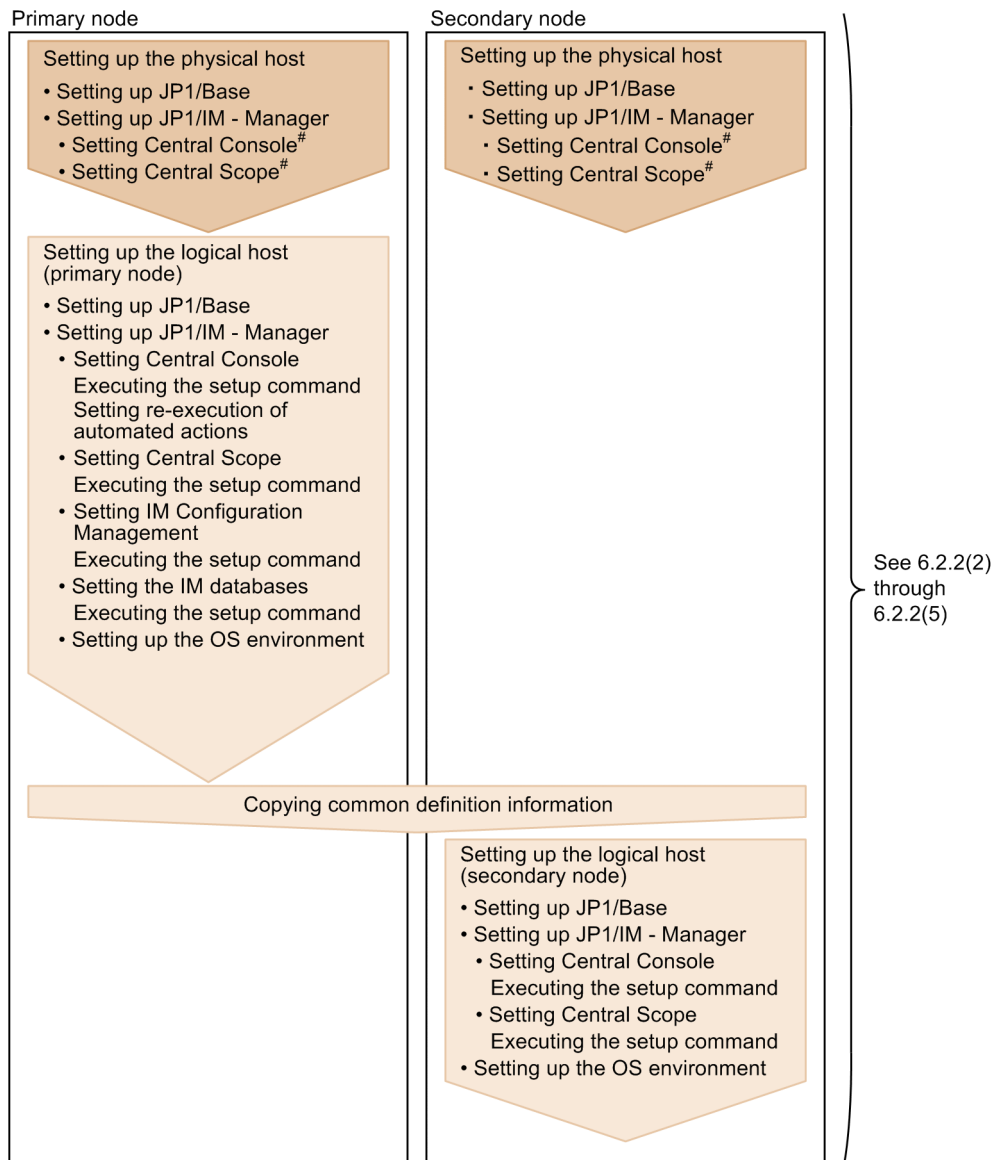 Primary node
Setting up the physical host
• Setting up JP1/Base
• Setting up JP1/IM - Manager
• Setting Central Console#
• Setting Central Scope#
Setting up the logical host
(primary node)
• Setting up JP1/Base
• Setting up JP1/IM - Manager
• Setting Central Console
Executing the setup command
Setting re-execution of
automated actions
• Setting Central Scope
Executing the setup command
• Setting IM Configuration
Management
Executing the setup command
• Setting the IM databases
Executing the setup command
• Setting up the OS environment
Secondary node
Setting up the physical host
・Setting up JP1/Base
・Setting up JP1/IM - Manager
・Setting Central Console#
・Setting Central Scope#
Copying common definition information
Setting up the logical host
(secondary node)
• Setting up JP1/Base
• Setting up JP1/IM - Manager
• Setting Central Console
Executing the setup command
• Setting Central Scope
Executing the setup command
• Setting up the OS environment
See 6.2.2(2)
through
6.2.2(5)